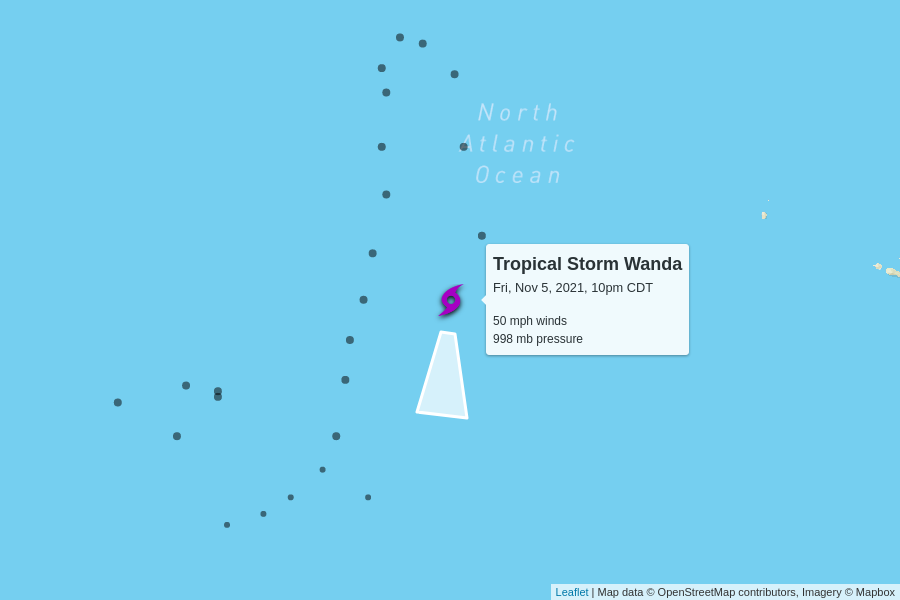 North
Atlantic
Ocean
Tropical Storm Wanda
Fri, Nov 5, 2021, 10pm CDT
50 mph winds
998 mb pressure
Leaflet | Map data © OpenStreetMap contributors, Imagery © Mapbox